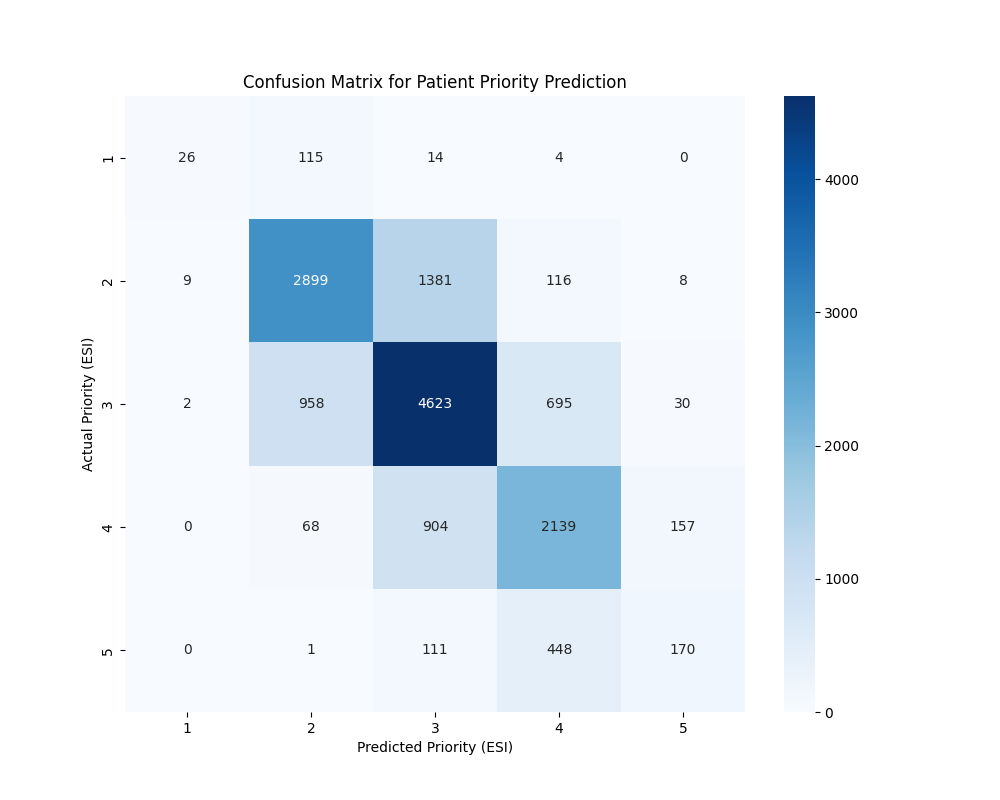 Confusion Matrix for Patient Priority Prediction
1 26 115 14 4 0
2 9 2899 1381 116 8
3 2 958 4623 695 30
4 0 68 904 2139 157
5 0 1 111 448 170
1 2 3 4 5
Predicted Priority (ESI)
Actual Priority (ESI)
4000
3000
2000
1000
0